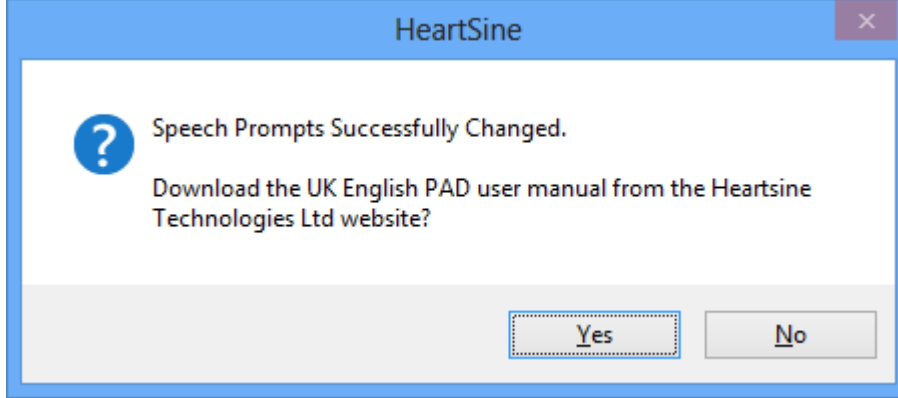 HeartSine
Speech Prompts Successfully Changed.
Download the UK English PAD user manual from the Heartsine
Technologies Ltd website?
Yes
No